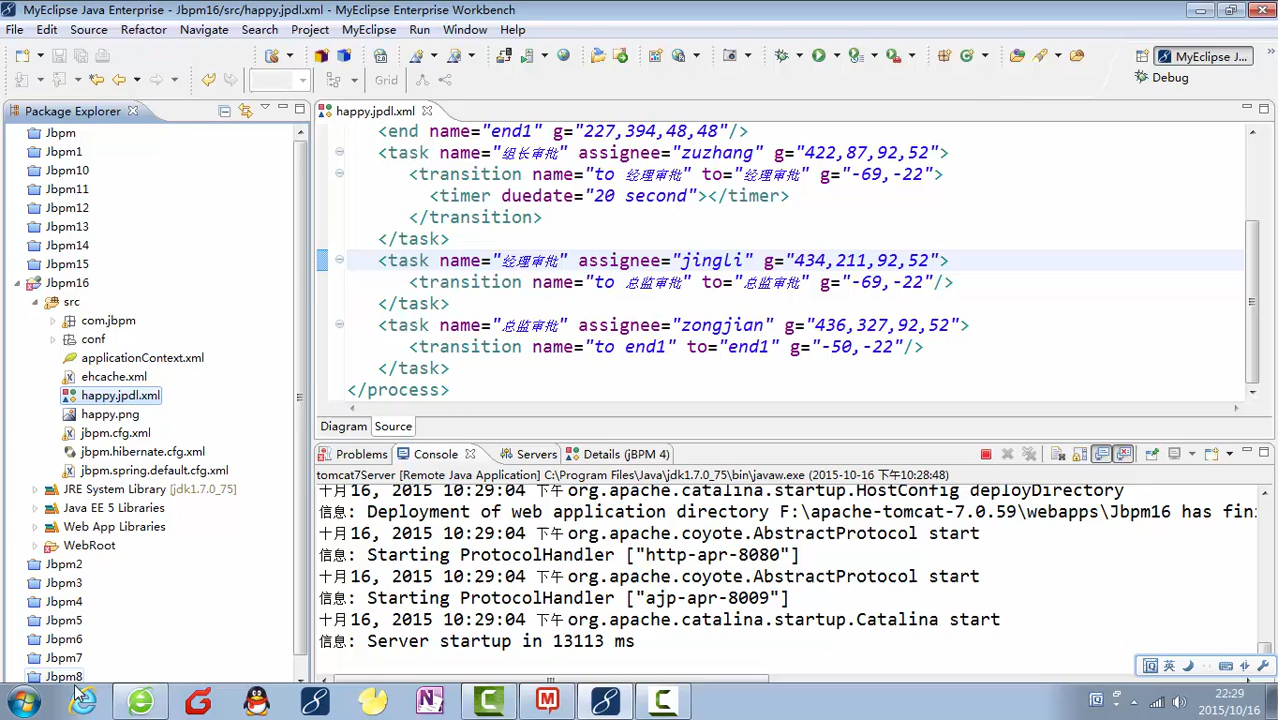 MyEclipse Java Enterprise - Jbpm16/src/happy.jpdl.xml - MyEclipse Enterprise Workbench
File Edit Source Refactor Navigate Search Project MyEclipse Run Window Help
Grid
MyEclipse J...
Debug
Package Explorer
happy.jpdl.xml
Jbpm
Jbpm1
Jbpm10
Jbpm11
Jbpm12
Jbpm13
Jbpm14
Jbpm15
Jbpm16
src
com.jbpm
conf
applicationContext.xml
ehcache.xml
happy.jpdl.xml
happy.png
jbpm.cfg.xml
jbpm.hibernate.cfg.xml
jbpm.spring.default.cfg.xml
JRE System Library [jdk1.7.0_75]
Java EE 5 Libraries
Web App Libraries
WebRoot
Jbpm2
Jbpm3
Jbpm4
Jbpm5
Jbpm6
Jbpm7
Jbpm8
<end name="end1" g="227,394,48,48"/>
<task name="组长审批" assignee="zuzhang" g="422,87,92,52">
<transition name="to 经理审批" to="经理审批" g="-69,-22">
<timer duedate="20 second"></timer>
</transition>
</task>
<task name="经理审批" assignee="jingli" g="434,211,92,52">
<transition name="to 总监审批" to="总监审批" g="-69,-22"/>
</task>
<task name="总监审批" assignee="zongjian" g="436,327,92,52">
<transition name="to end1" to="end1" g="-50,-22"/>
</task>
</process>
Diagram Source
Problems Console Servers Details (jBPM 4)
tomcat7Server [Remote Java Application] C:\Program Files\Java\jdk1.7.0_75\bin\javaw.exe (2015-10-16 下午10:28:48)
十月16, 2015 10:29:04 下午 org.apache.catalina.startup.HostConfig deployDirectory
信息: Deployment of web application directory F:\apache-tomcat-7.0.59\webapps\Jbpm16 has fini
十月16, 2015 10:29:04 下午 org.apache.coyote.AbstractProtocol start
信息: Starting ProtocolHandler ["http-apr-8080"]
十月16, 2015 10:29:04 下午 org.apache.coyote.AbstractProtocol start
信息: Starting ProtocolHandler ["ajp-apr-8009"]
十月16, 2015 10:29:04 下午 org.apache.catalina.startup.Catalina start
信息: Server startup in 13113 ms
英
22:29
2015/10/16